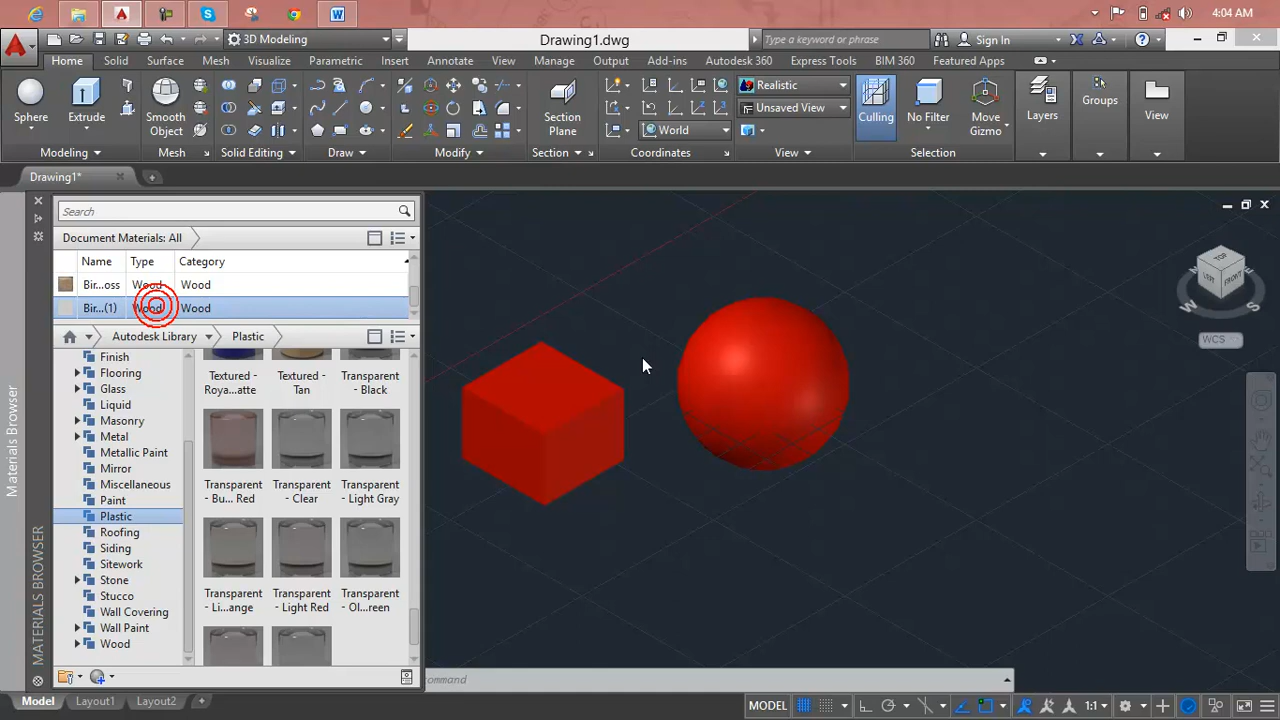 4:04 AM
3D Modeling
Drawing1.dwg
Type a keyword or phrase
Sign In
Home Solid Surface Mesh Visualize Parametric Insert Annotate View Manage Output Add-ins Autodesk 360 Express Tools BIM 360 Featured Apps
Realistic
Unsaved View
World
Sphere
Extrude
Smooth Object
Section Plane
Culling
No Filter
Move Gizmo
Layers
Groups
View
Modeling
Mesh
Solid Editing
Draw
Modify
Section
Coordinates
View
Selection
Drawing1*
Search
Document Materials: All
Name Type Category
Bir...oss Wood Wood
Bir...(1) Wood Wood
Autodesk Library Plastic
Finish
Flooring
Glass
Liquid
Masonry
Metal
Metallic Paint
Mirror
Miscellaneous
Paint
Plastic
Roofing
Siding
Sitework
Stone
Stucco
Wall Covering
Wall Paint
Wood
Textured - Roya...atte
Textured - Tan
Transparent - Black
Transparent - Bu... Red
Transparent - Clear
Transparent - Light Gray
Transparent - Li...ange
Transparent - Light Red
Transparent - Ol...reen
Materials Browser
MATERIALS BROWSER
TOP
LEFT
FRONT
W
S
WCS
ommand
Model Layout1 Layout2
MODEL
1:1